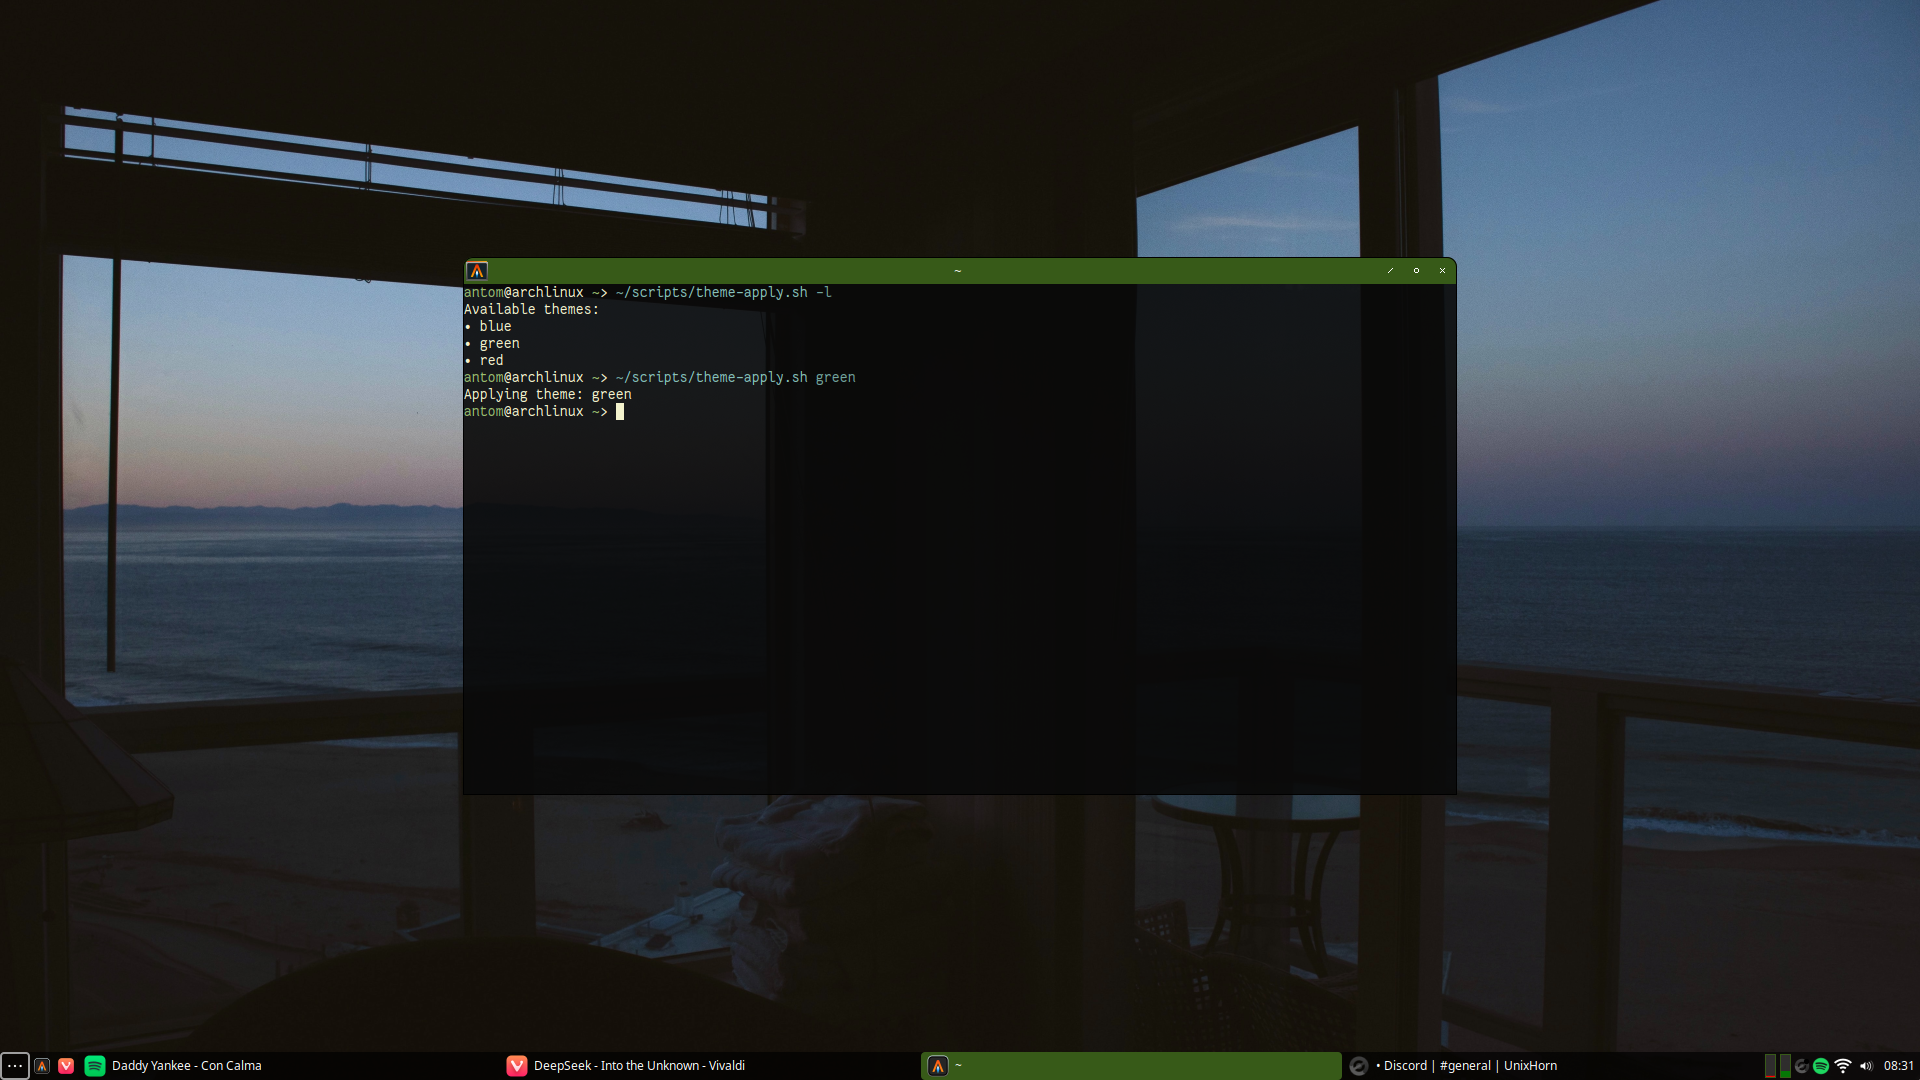 ~
antom@archlinux ~> ~/scripts/theme-apply.sh -l
Available themes:
• blue
• green
• red
antom@archlinux ~> ~/scripts/theme-apply.sh green
Applying theme: green
antom@archlinux ~>
... Daddy Yankee - Con Calma DeepSeek - Into the Unknown - Vivaldi ~ • Discord | #general | UnixHorn 08:31